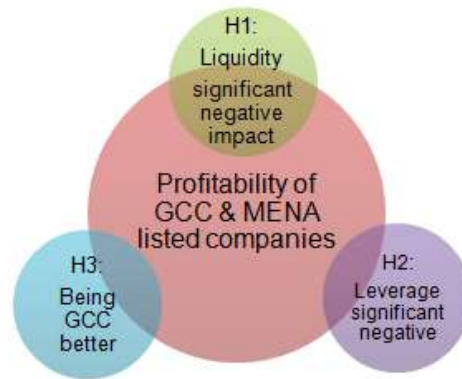 H1:
Liquidity
significant
negative
impact
Profitability of
GCC & MENA
listed companies
H3:
Being
GCC
better
H2:
Leverage
significant
negative